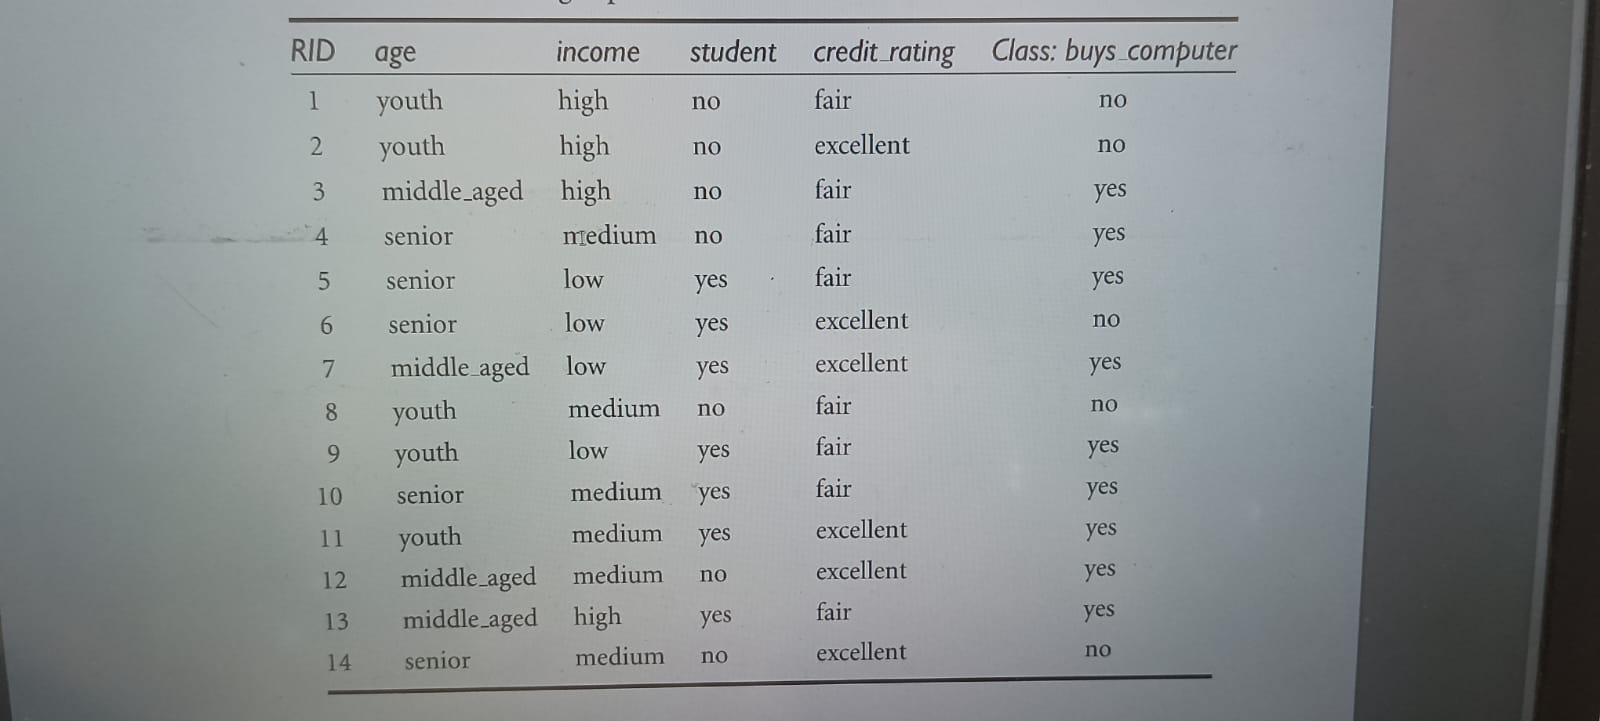 RID age income student credit_rating Class: buys_computer
1 youth high no fair no
2 youth high no excellent no
3 middle_aged high no fair yes
4 senior medium no fair yes
5 senior low yes fair yes
6 senior low yes excellent no
7 middle_aged low yes excellent yes
8 youth medium no fair no
9 youth low yes fair yes
10 senior medium yes fair yes
11 youth medium yes excellent yes
12 middle_aged medium no excellent yes
13 middle_aged high yes fair yes
14 senior medium no excellent no